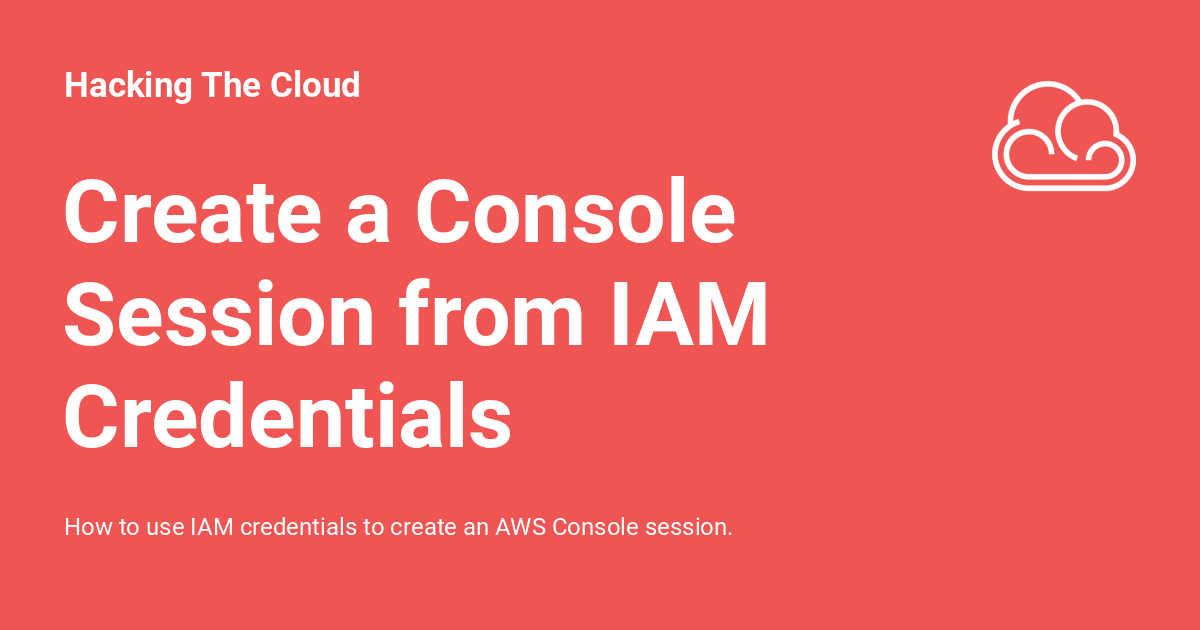 Hacking The Cloud
Create a Console
Session from IAM
Credentials
How to use IAM credentials to create an AWS Console session.